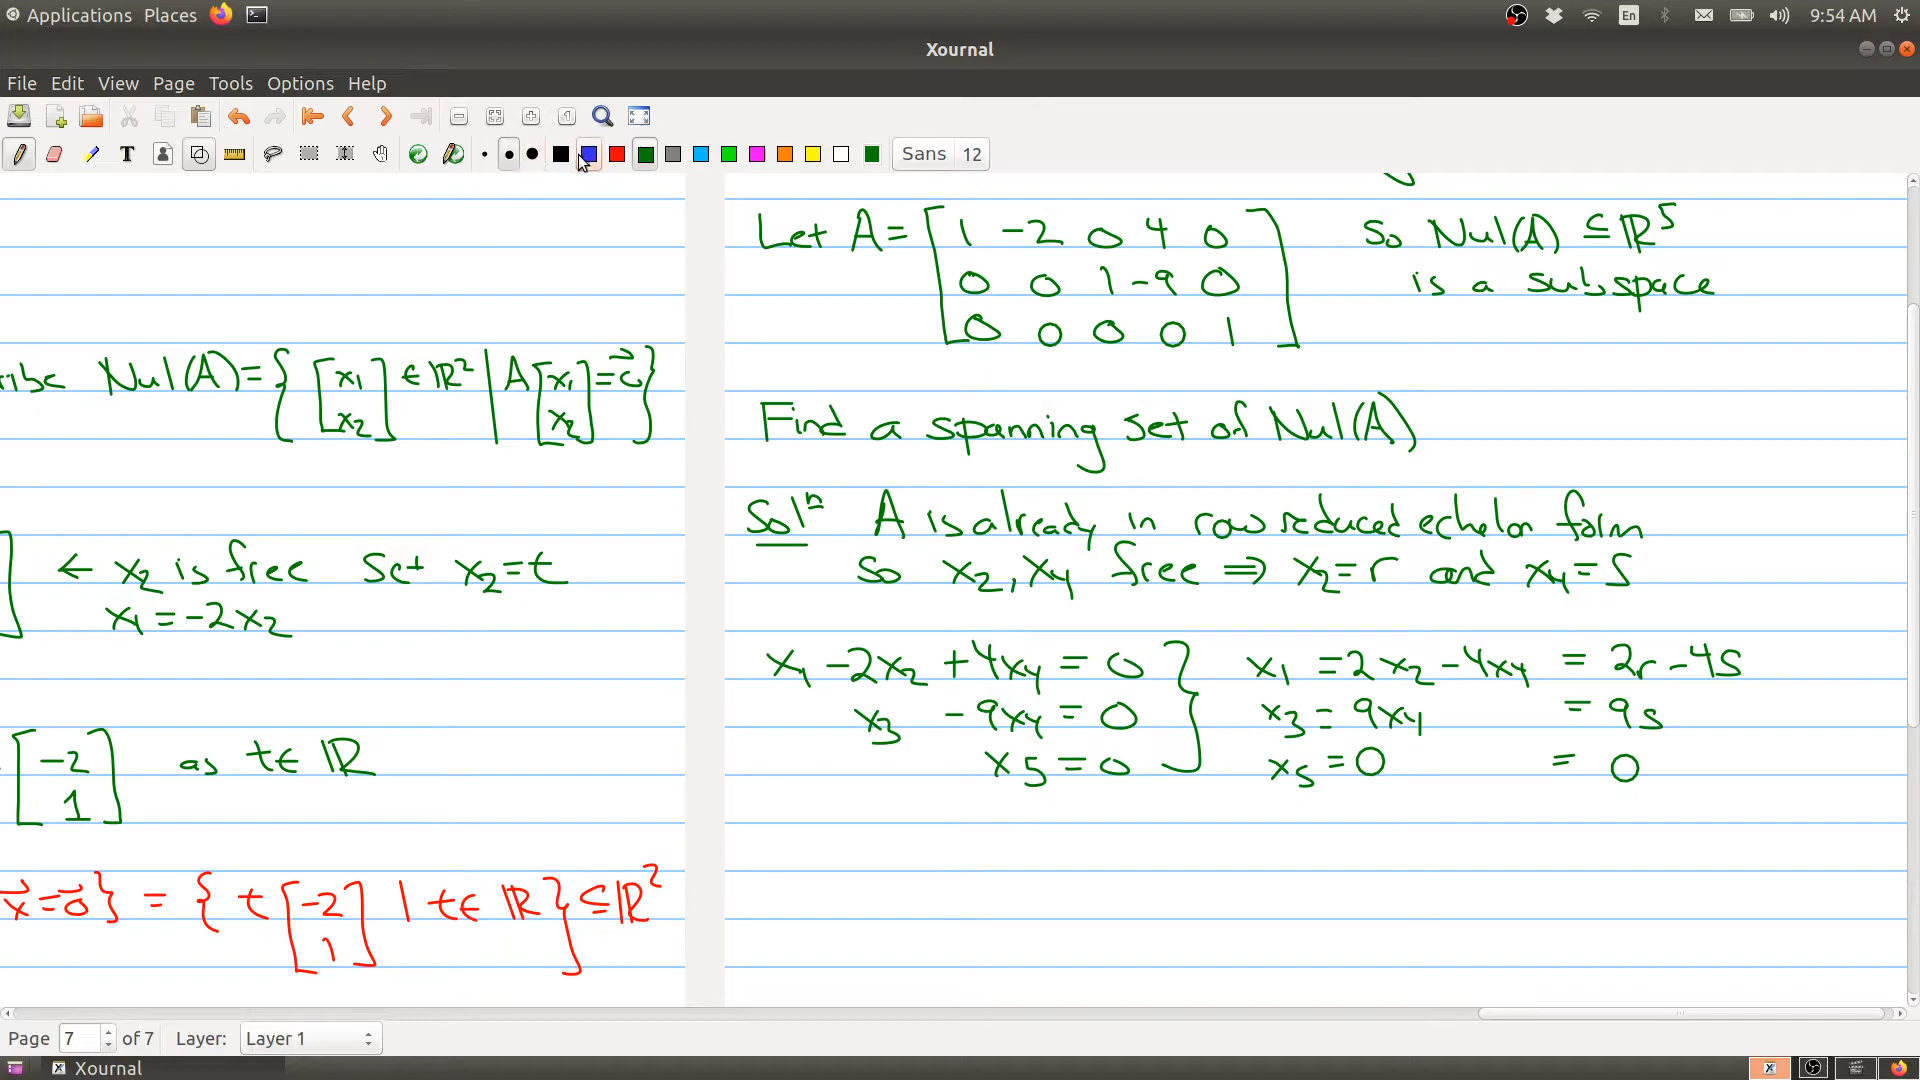 Applications Places En 9:54 AM
Xournal
File Edit View Page Tools Options Help
T Sans 12
Nul(A) = { [x1 x2] ∈ ℝ² | A [x1 x2] = 0⃗ }
← x2 is free Set x2 = t
x1 = -2x2
[-2 1] as t ∈ ℝ
x⃗ = 0⃗ } = { t [-2 1] | t ∈ ℝ } ⊆ ℝ²
Let A = [ 1 -2 0 4 0 So Nul(A) ⊆ ℝ⁵
0 0 1 -9 0 is a subspace
0 0 0 0 1 ]
Find a spanning set of Nul(A)
Solⁿ A is already in row reduced echelon form
so x2, x4 free ⟹ x2 = r and x4 = s
x1 - 2x2 + 4x4 = 0 } x1 = 2x2 - 4x4 = 2r - 4s
x3 - 9x4 = 0 x3 = 9x4 = 9s
x5 = 0 x5 = 0 = 0
Page 7 of 7 Layer: Layer 1
Xournal